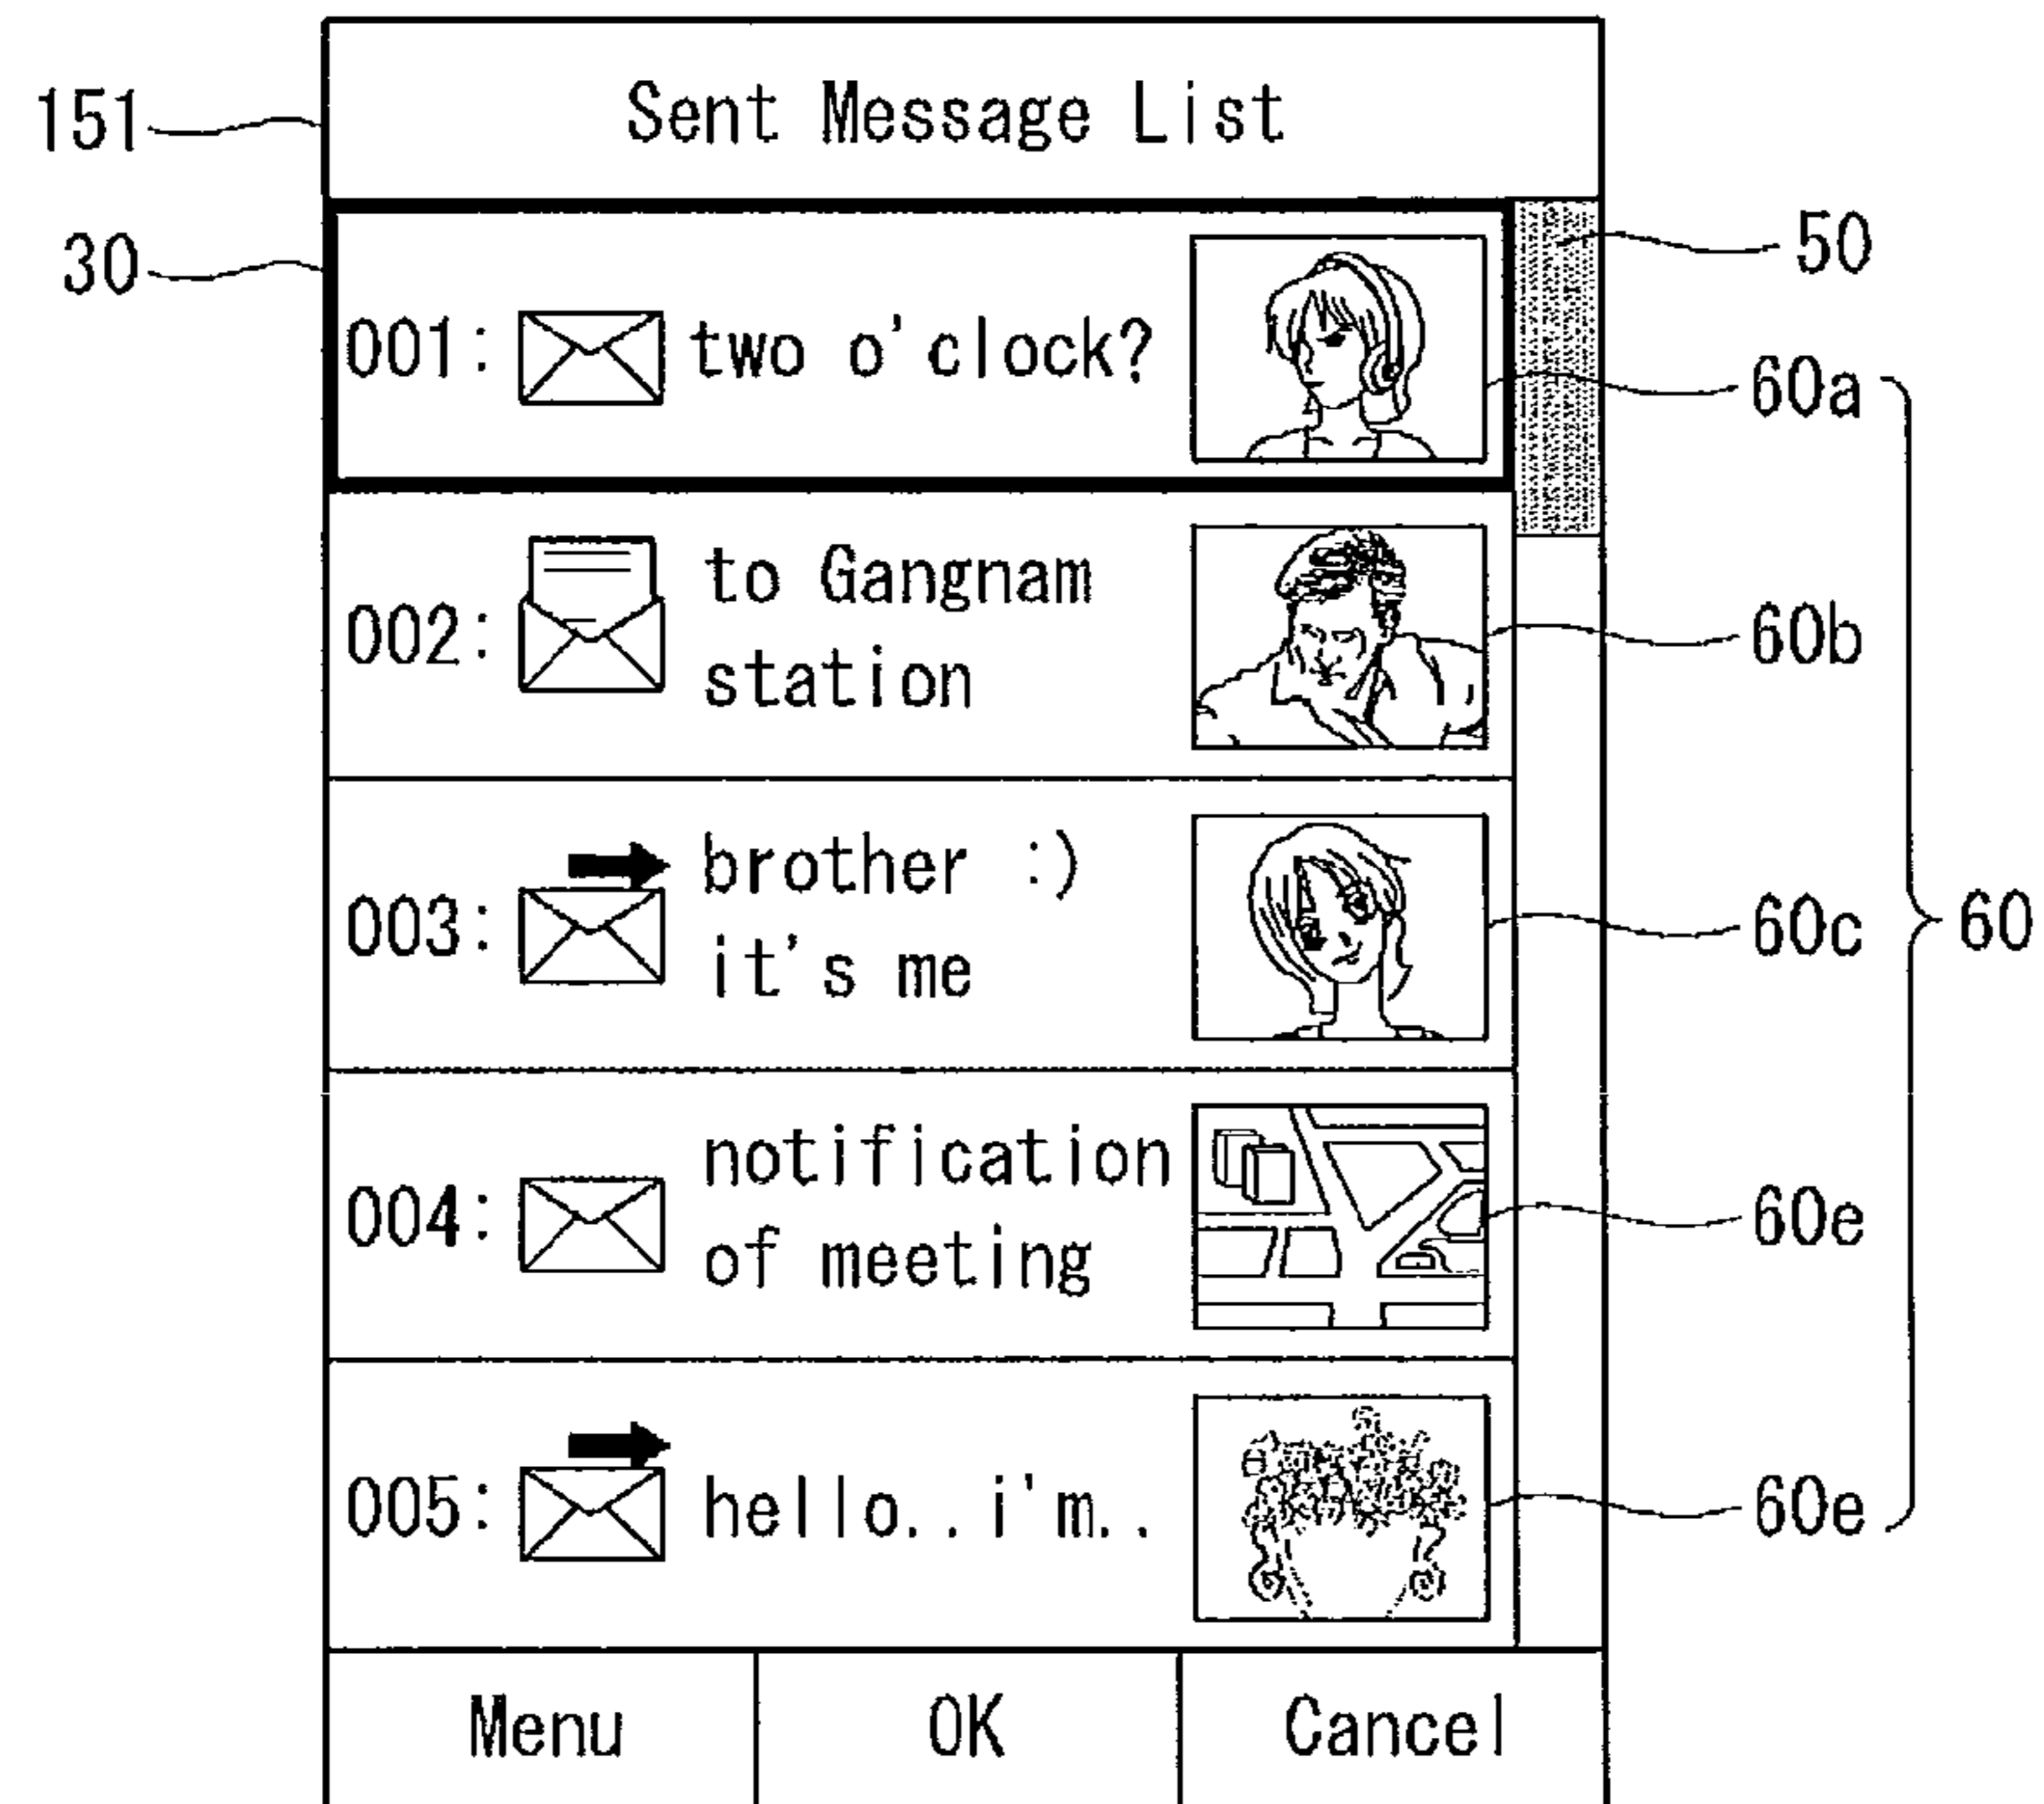 Sent Message List
151
30
50
001: two o'clock?
60a
002: to Gangnam
station
60b
003: brother :)
it's me
60c
60
004: notification
of meeting
60e
005: hello..i'm..
60e
Menu OK Cancel